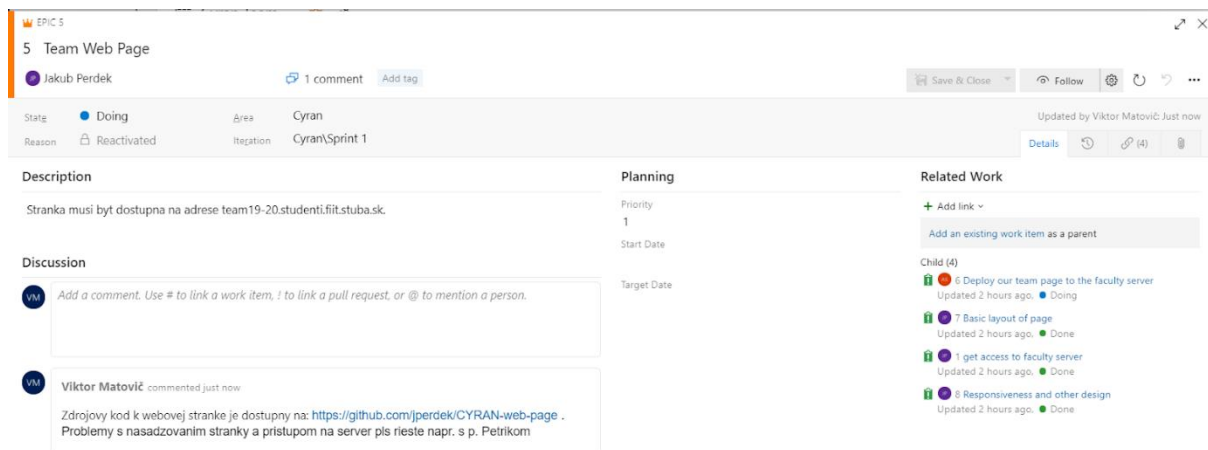 EPIC 5
5 Team Web Page
Jakub Perdek
1 comment
Add tag
Save & Close
Follow
State
Doing
Area
Cyran
Updated by Viktor Matovič: Just now
Reason
Reactivated
Iteration
Cyran\Sprint 1
Details
(4)
Description
Stranka musi byt dostupna na adrese team19-20.studenti.fiit.stuba.sk.
Discussion
VM
Add a comment. Use # to link a work item, ! to link a pull request, or @ to mention a person.
VM
Viktor Matovič commented just now
Zdrojovy kod k webovej stranke je dostupny na: https://github.com/jperdek/CYRAN-web-page .
Problemy s nasadzovanim stranky a pristupom na server pls rieste napr. s p. Petrikom
Planning
Priority
1
Start Date
Target Date
Related Work
+ Add link
Add an existing work item as a parent
Child (4)
6 Deploy our team page to the faculty server
Updated 2 hours ago, Doing
7 Basic layout of page
Updated 2 hours ago, Done
1 get access to faculty server
Updated 2 hours ago, Done
8 Responsiveness and other design
Updated 2 hours ago, Done